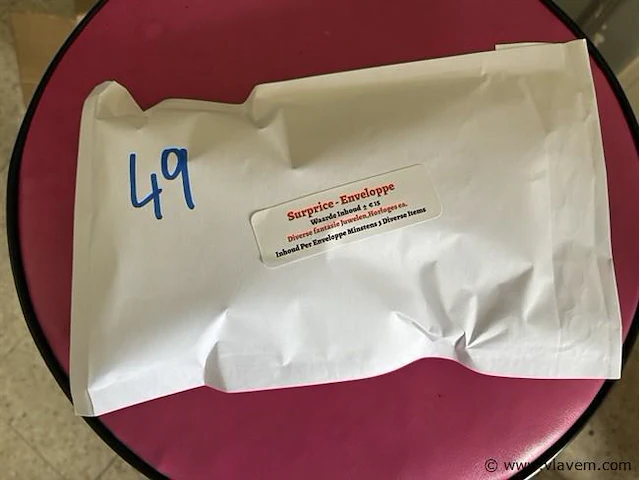 49
Surprice - Enveloppe
Waarde Inhoud ± € 15
Diverse fantasie Juwelen,Horloges ea.
Inhoud Per Enveloppe Minstens 3 Diverse Items
© www.vlavem.com